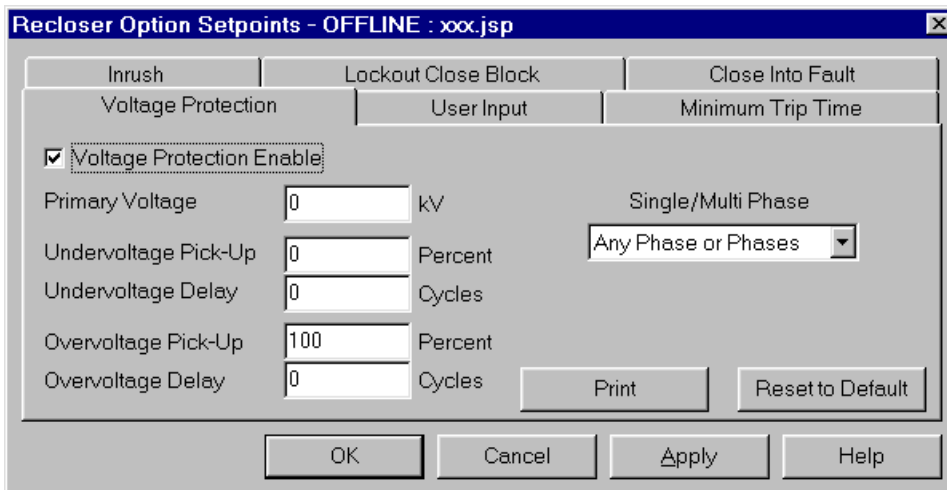 Recloser Option Setpoints - OFFLINE : xxx.jsp
Inrush Lockout Close Block Close Into Fault
Voltage Protection User Input Minimum Trip Time
Voltage Protection Enable
Primary Voltage 0 kV Single/Multi Phase
Any Phase or Phases
Undervoltage Pick-Up 0 Percent
Undervoltage Delay 0 Cycles
Overvoltage Pick-Up 100 Percent
Overvoltage Delay 0 Cycles
Print Reset to Default
OK Cancel Apply Help